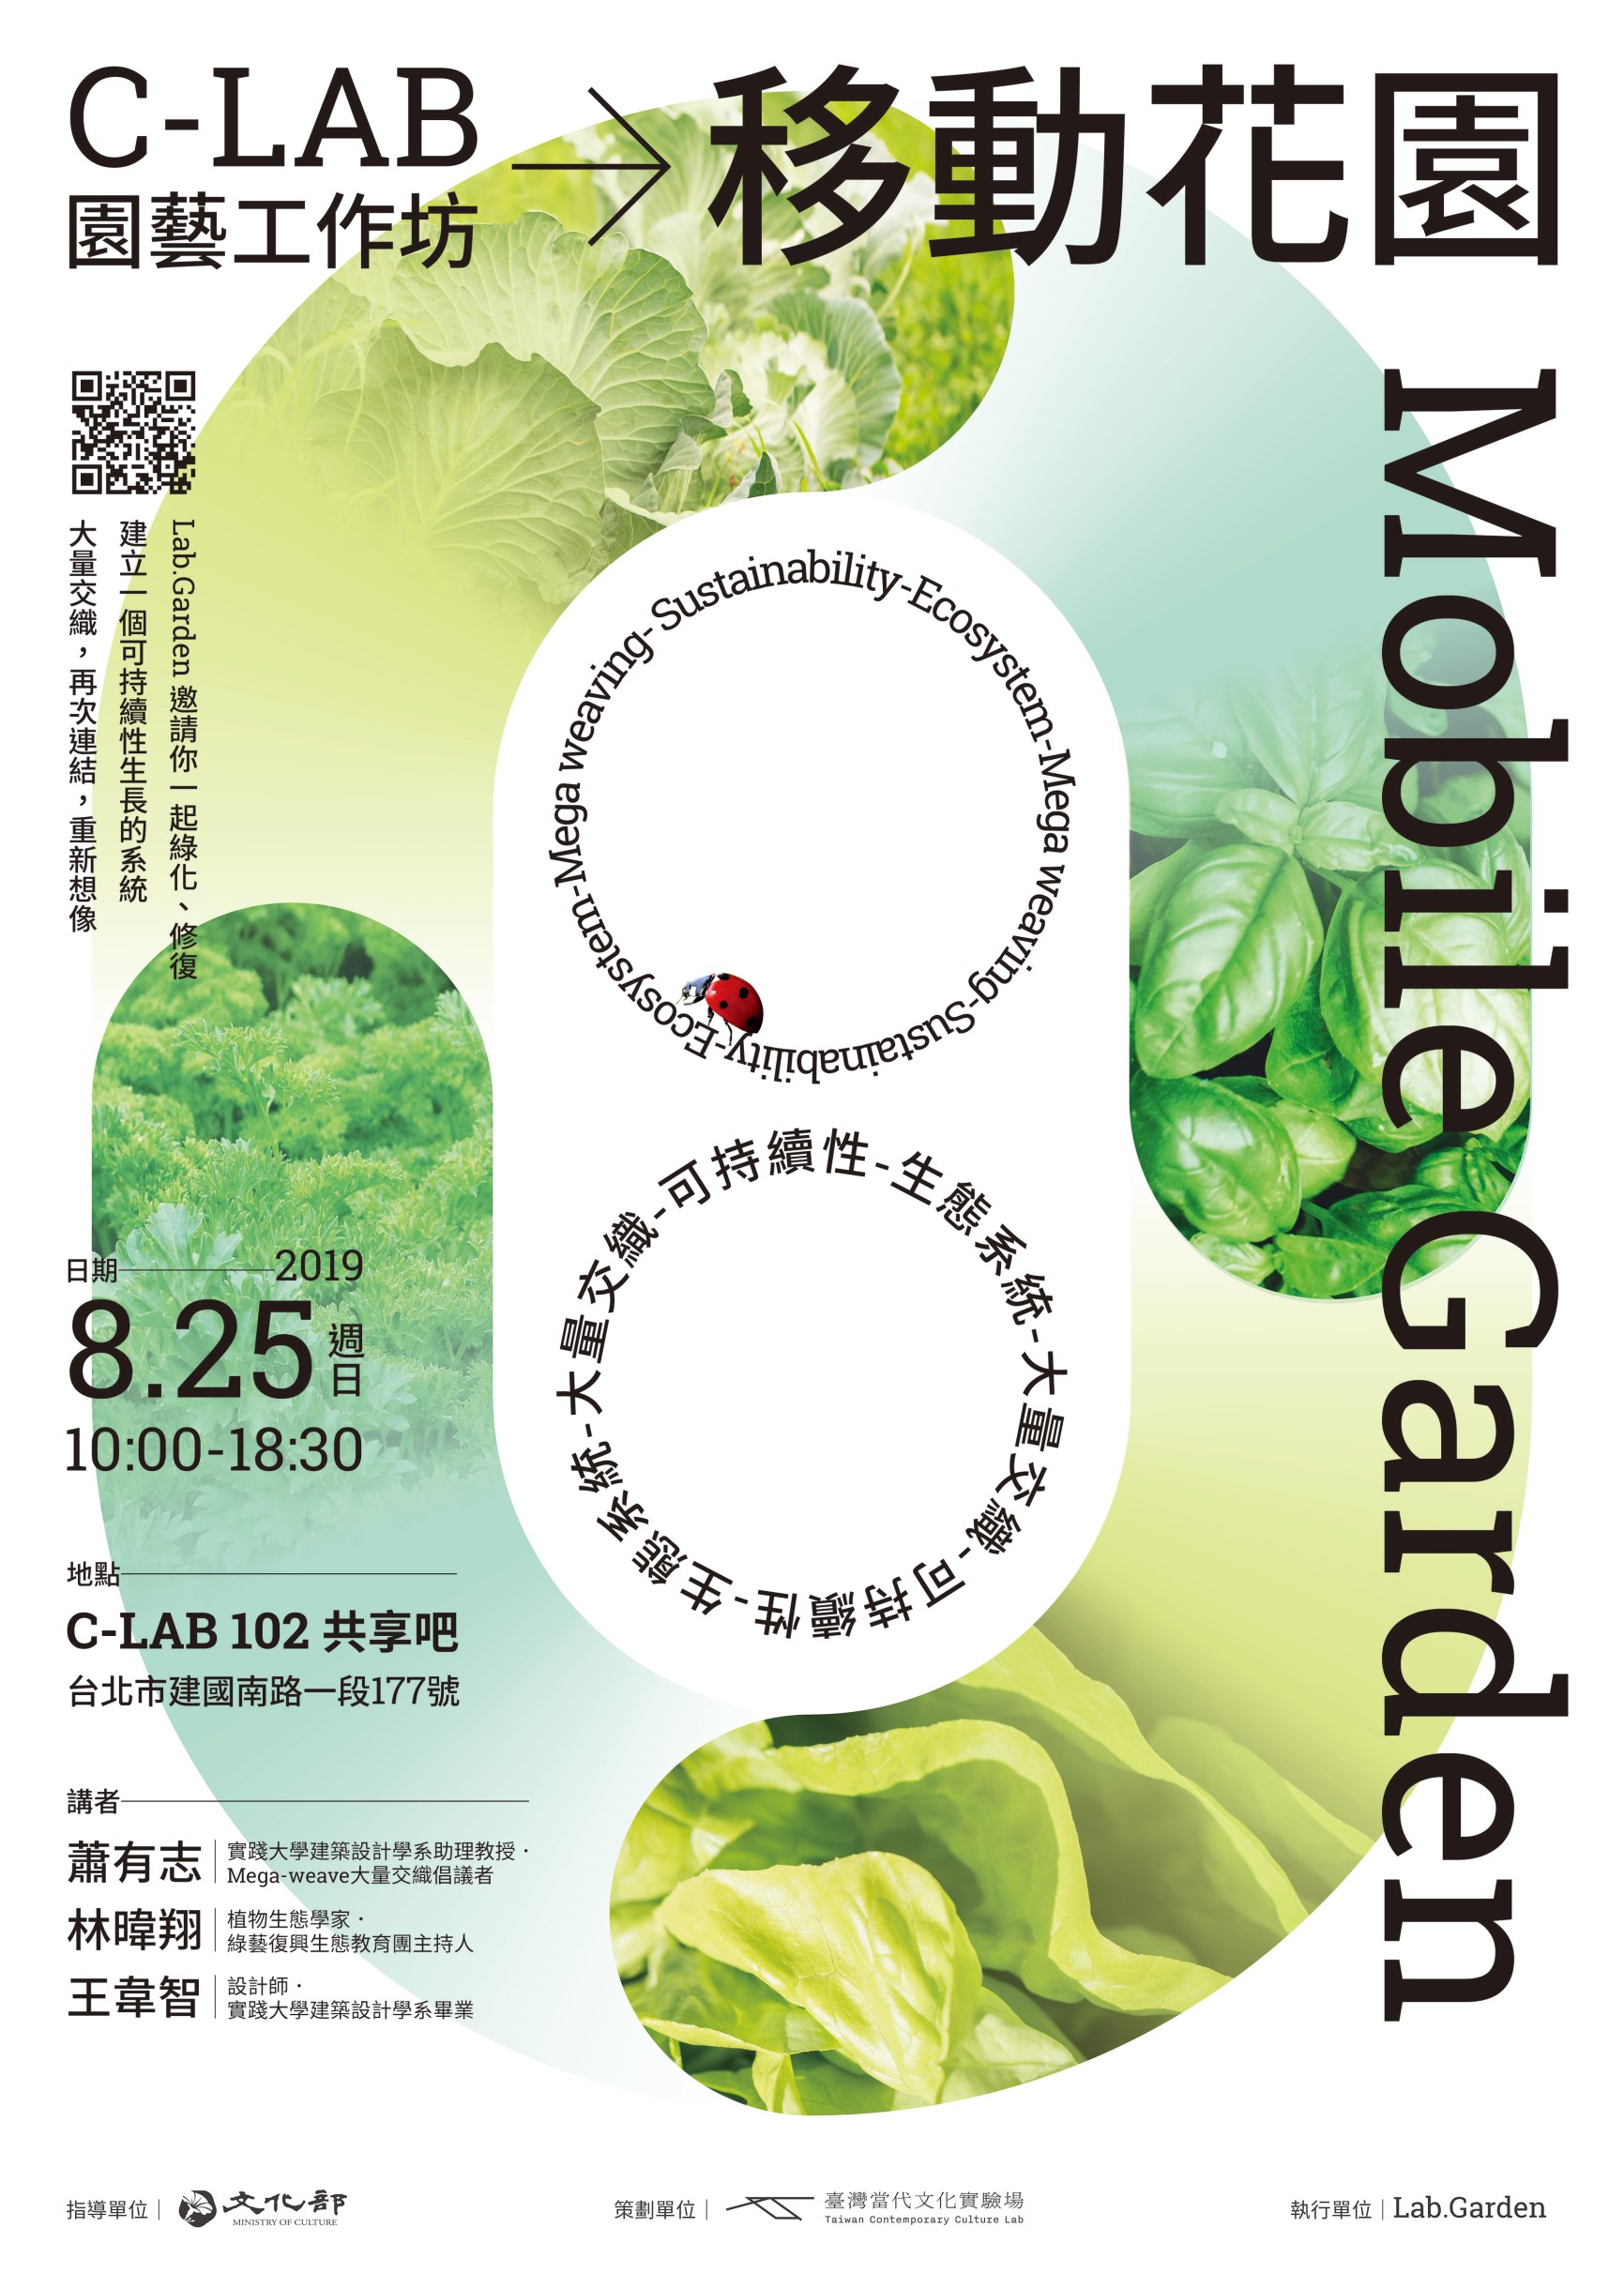 C-LAB
園藝工作坊
移動花園
Mobile Garden
Lab.Garden 邀請你一起綠化、修復
建立一個可持續性生長的系統
大量交織，再次連結，重新想像
Sustainability-Ecosystem-Mega weaving-Sustainability-Ecosystem-Mega weaving-
可持續性-生態系統-大量交織-可持續性-生態系統-大量交織-
日期 2019
8.25 週日
10:00-18:30
地點
C-LAB 102 共享吧
台北市建國南路一段177號
講者
蕭有志
實踐大學建築設計學系助理教授．
Mega-weave大量交織倡議者
林暐翔
植物生態學家．
綠藝復興生態教育團主持人
王韋智
設計師．
實踐大學建築設計學系畢業
指導單位｜文化部
MINISTRY OF CULTURE
策劃單位｜臺灣當代文化實驗場
Taiwan Contemporary Culture Lab
執行單位｜Lab.Garden